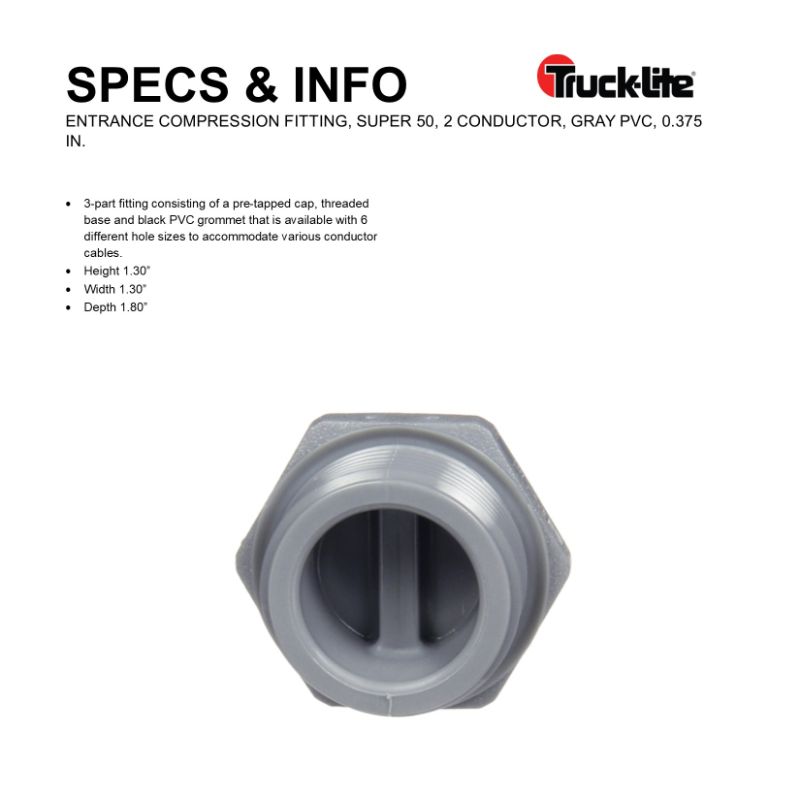 SPECS & INFO
Truck-Lite®
ENTRANCE COMPRESSION FITTING, SUPER 50, 2 CONDUCTOR, GRAY PVC, 0.375
IN.
• 3-part fitting consisting of a pre-tapped cap, threaded
base and black PVC grommet that is available with 6
different hole sizes to accommodate various conductor
cables.
• Height 1.30”
• Width 1.30”
• Depth 1.80”